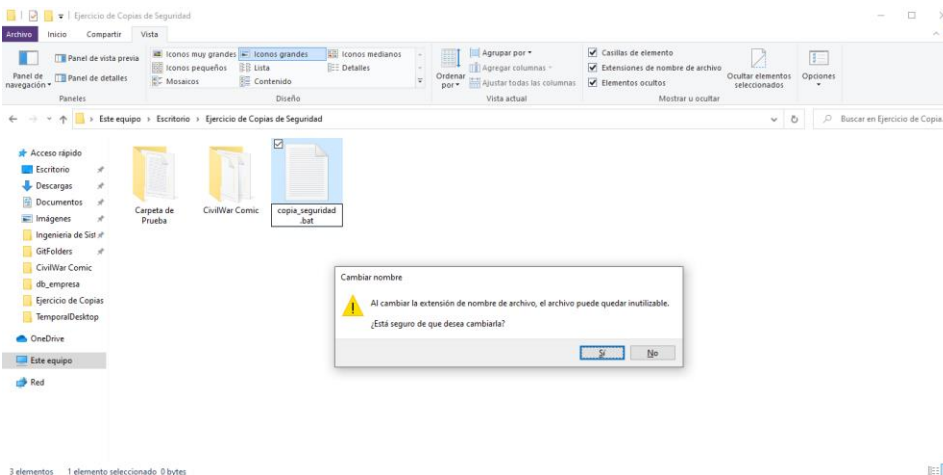 Ejercicio de Copias de Seguridad
Archivo Inicio Compartir Vista
Panel de navegación
Panel de vista previa
Panel de detalles
Paneles
Iconos muy grandes Iconos grandes Iconos medianos
Iconos pequeños Lista Detalles
Mosaicos Contenido
Diseño
Ordenar por
Agrupar por
Agregar columnas
Ajustar todas las columnas
Vista actual
Casillas de elemento
Extensiones de nombre de archivo
Elementos ocultos
Ocultar elementos seleccionados
Mostrar u ocultar
Opciones
Este equipo > Escritorio > Ejercicio de Copias de Seguridad
Buscar en Ejercicio de Copia
Acceso rápido
Escritorio
Descargas
Documentos
Imágenes
Ingenieria de Sist
GitFolders
CivilWar Comic
db_empresa
Ejercicio de Copias
TemporalDesktop
OneDrive
Este equipo
Red
Carpeta de
Prueba
CivilWar Comic
copia_seguridad
.bat
Cambiar nombre
Al cambiar la extensión de nombre de archivo, el archivo puede quedar inutilizable.
¿Está seguro de que desea cambiarla?
Sí No
3 elementos 1 elemento seleccionado 0 bytes